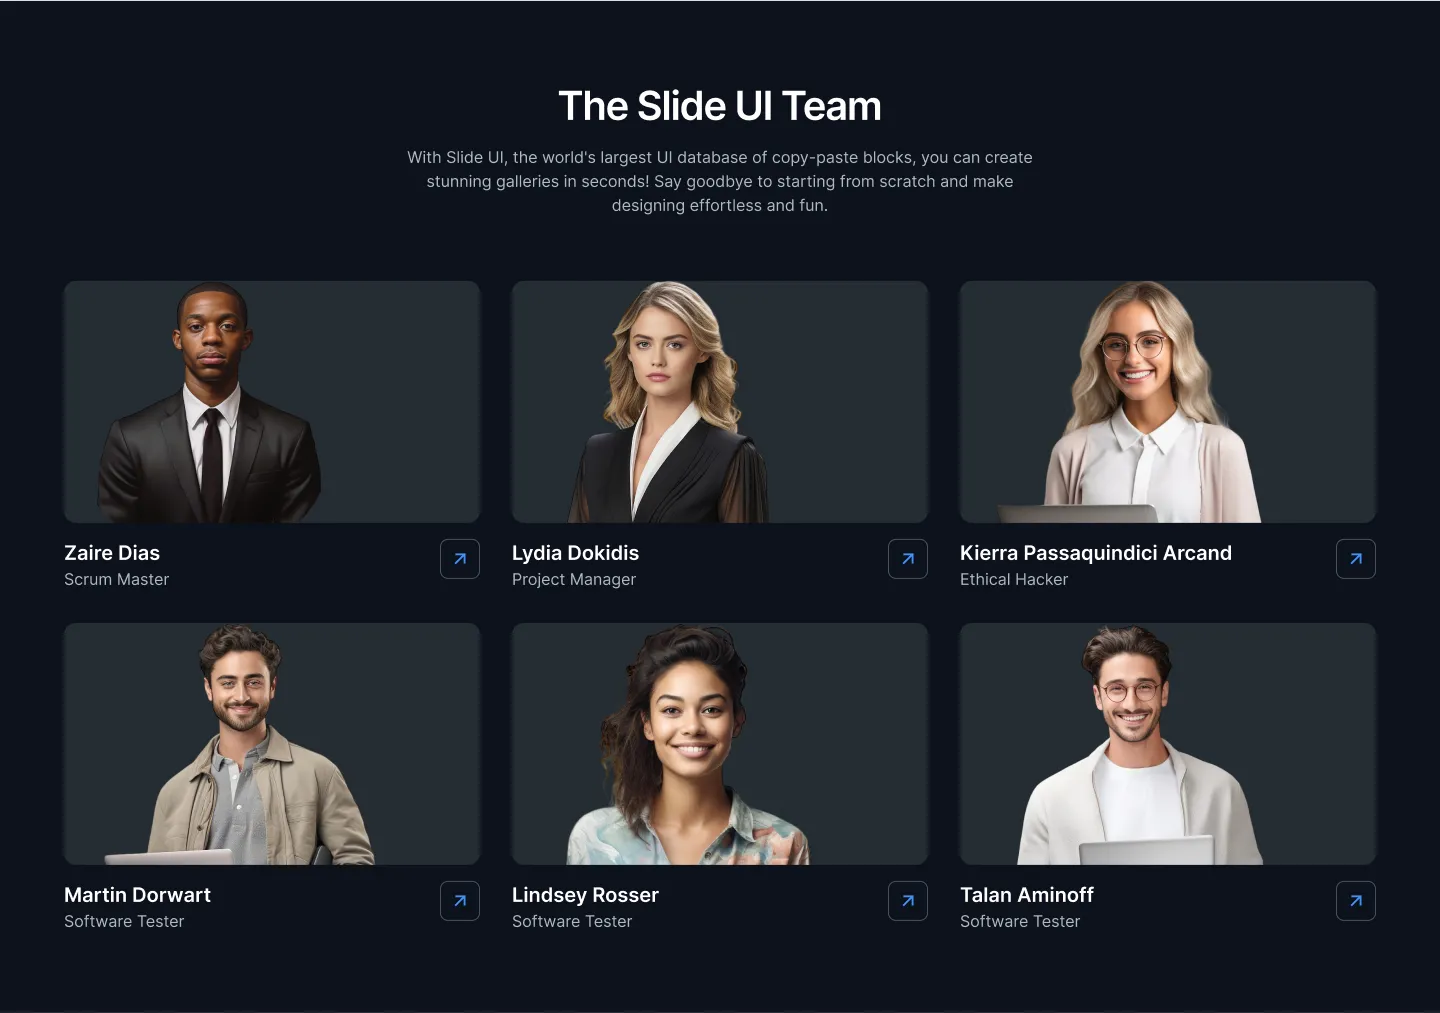 The Slide UI Team
With Slide UI, the world's largest UI database of copy-paste blocks, you can create
stunning galleries in seconds! Say goodbye to starting from scratch and make
designing effortless and fun.
Zaire Dias
Scrum Master
Lydia Dokidis
Project Manager
Kierra Passaquindici Arcand
Ethical Hacker
Martin Dorwart
Software Tester
Lindsey Rosser
Software Tester
Talan Aminoff
Software Tester